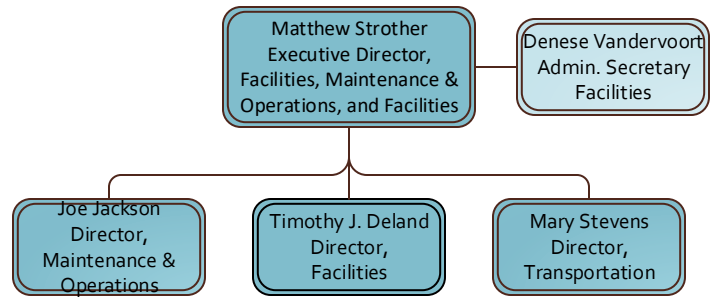 Matthew Strother
Executive Director,
Facilities, Maintenance &
Operations, and Facilities
Denese Vandervoort
Admin. Secretary
Facilities
Joe Jackson
Director,
Maintenance &
Operations
Timothy J. Deland
Director,
Facilities
Mary Stevens
Director,
Transportation